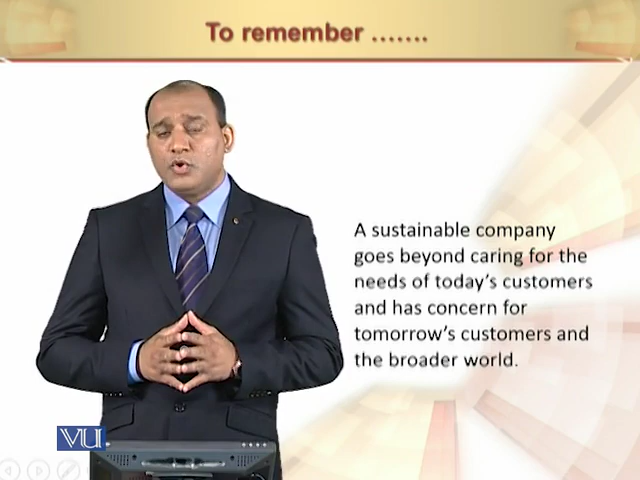 To remember .......
A sustainable company
goes beyond caring for the
needs of today's customers
and has concern for
tomorrow's customers and
the broader world.
VU